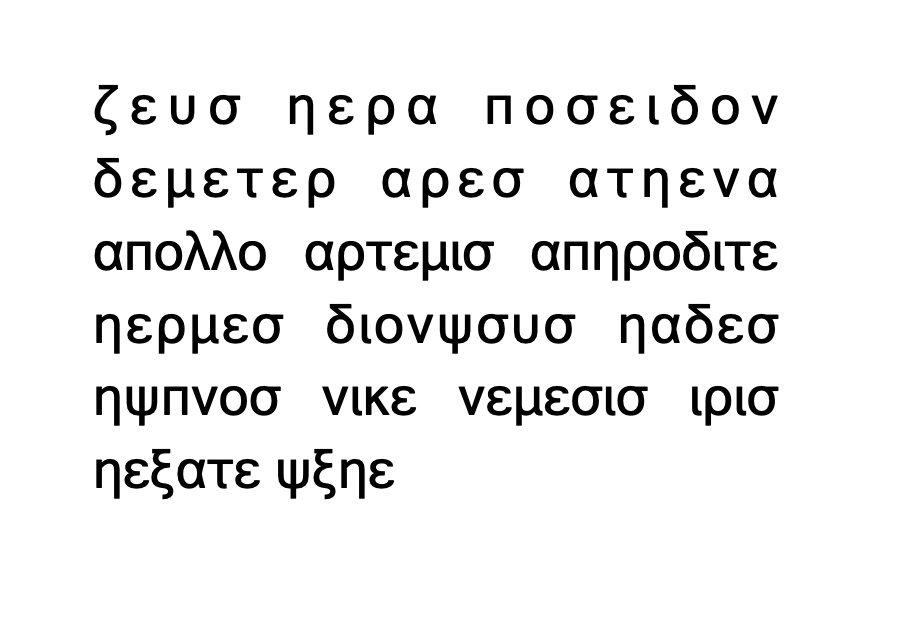 ζευσ ηερα ποσειδον
δεμετερ αρεσ ατηενα
απολλο αρτεμισ απηροδιτε
ηερμεσ διονψσυσ ηαδεσ
ηψπνοσ νικε νεμεσισ ιρισ
ηεξατε ψξηε